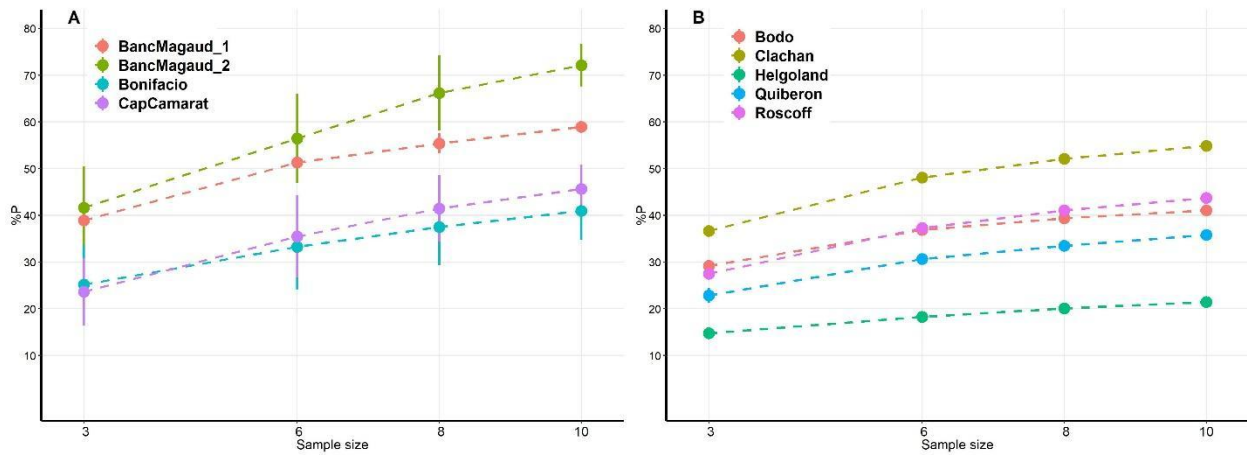 A
80
70
60
50
40
30
20
10
%P
BancMagaud_1
BancMagaud_2
Bonifacio
CapCamarat
3
6
8
10
Sample size
B
80
70
60
50
40
30
20
10
%P
Bodo
Clachan
Helgoland
Quiberon
Roscoff
3
6
8
10
Sample size